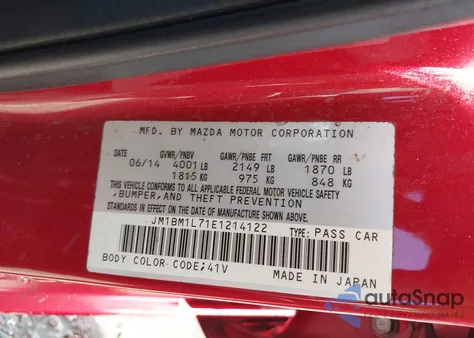 MFD. BY MAZDA MOTOR CORPORATION
DATE GVWR/PNBV GAWR/PNBE FRT GAWR/PNBE RR
06/14 4001 LB 2149 LB 1870 LB
1815 KG 975 KG 848 KG
THIS VEHICLE CONFORMS TO ALL APPLICABLE FEDERAL MOTOR VEHICLE SAFETY
,BUMPER,AND THEFT PREVENTION
STANDARDS IN EFFECT ON THE DATE OF MANUFACTURE SHOWN ABOVE.
JM1BM1L71E1214122 TYPE: PASS CAR
BODY COLOR CODE;41V MADE IN JAPAN
autoSnap